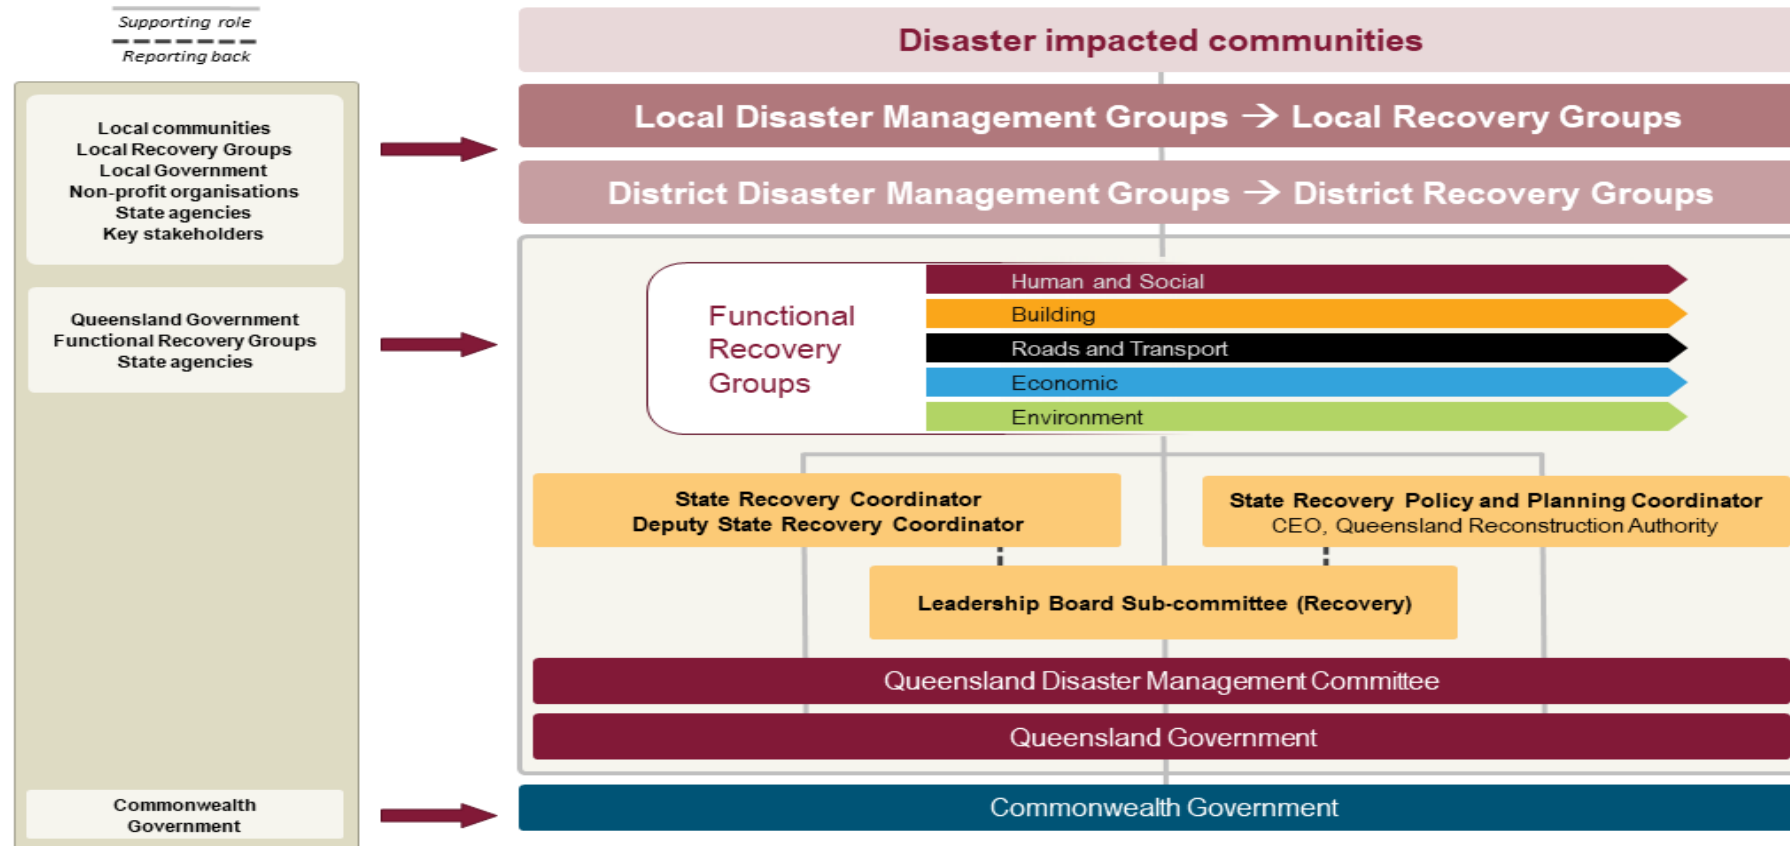 Supporting role
Reporting back
Local communities
Local Recovery Groups
Local Government
Non-profit organisations
State agencies
Key stakeholders
Queensland Government
Functional Recovery Groups
State agencies
Commonwealth
Government
Disaster impacted communities
Local Disaster Management Groups → Local Recovery Groups
District Disaster Management Groups → District Recovery Groups
Functional
Recovery
Groups
Human and Social
Building
Roads and Transport
Economic
Environment
State Recovery Coordinator
Deputy State Recovery Coordinator
State Recovery Policy and Planning Coordinator
CEO, Queensland Reconstruction Authority
Leadership Board Sub-committee (Recovery)
Queensland Disaster Management Committee
Queensland Government
Commonwealth Government